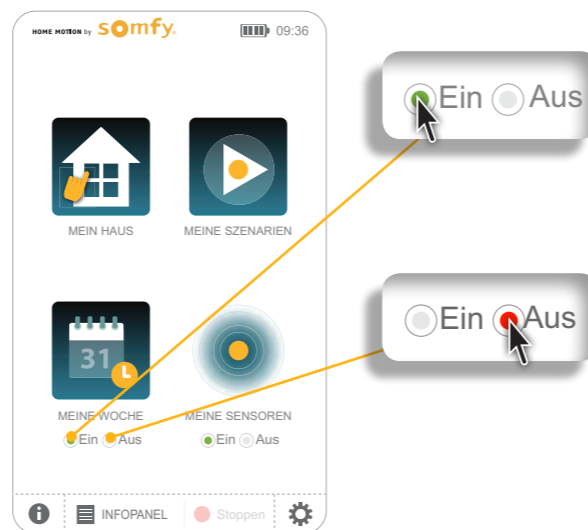 HOME MOTION by somfy.
09:36
MEIN HAUS
MEINE SZENARIEN
31
MEINE WOCHE
MEINE SENSOREN
Ein Aus
Ein Aus
INFOPANEL
Stoppen
Ein Aus
Ein Aus